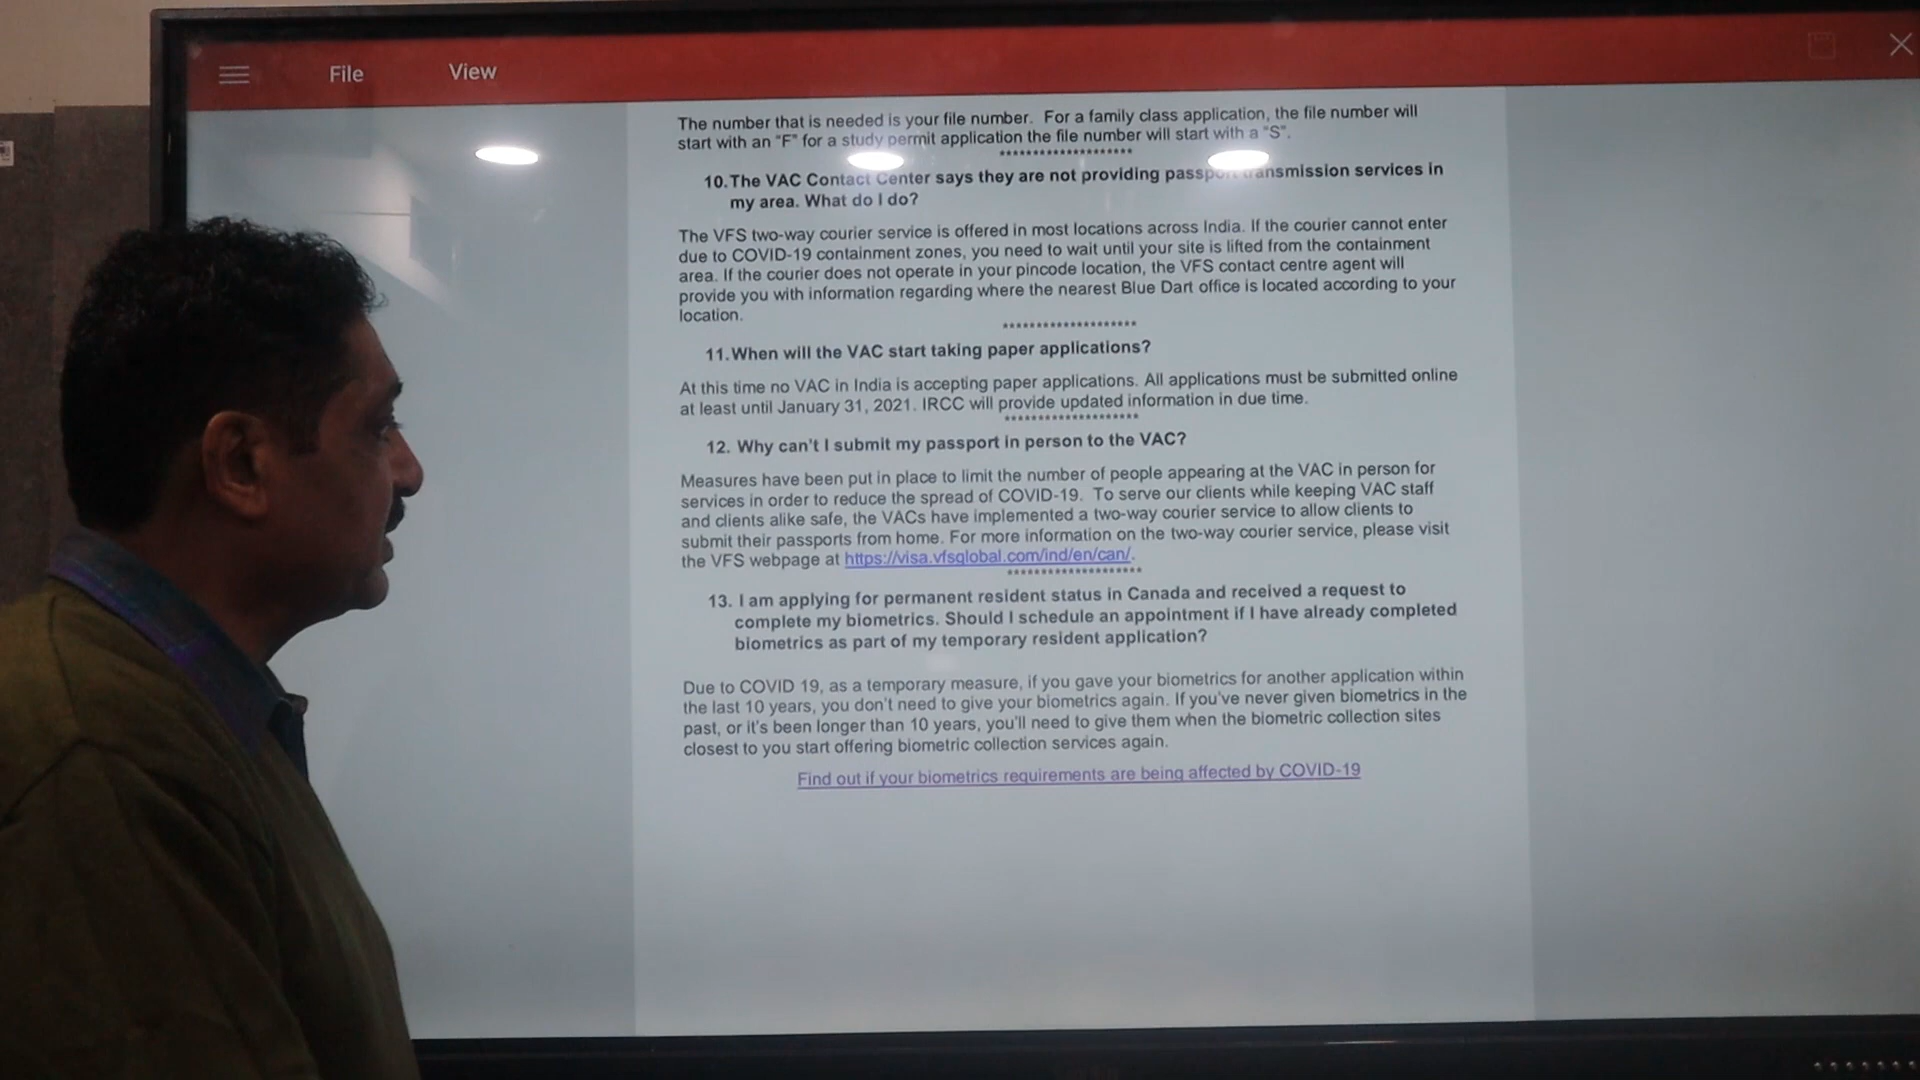 File View
The number that is needed is your file number. For a family class application, the file number will
start with an “F” for a study permit application the file number will start with a “S”.
********************
10. The VAC Contact Center says they are not providing passport transmission services in
my area. What do I do?
The VFS two-way courier service is offered in most locations across India. If the courier cannot enter
due to COVID-19 containment zones, you need to wait until your site is lifted from the containment
area. If the courier does not operate in your pincode location, the VFS contact centre agent will
provide you with information regarding where the nearest Blue Dart office is located according to your
location.
********************
11. When will the VAC start taking paper applications?
At this time no VAC in India is accepting paper applications. All applications must be submitted online
at least until January 31, 2021. IRCC will provide updated information in due time.
********************
12. Why can’t I submit my passport in person to the VAC?
Measures have been put in place to limit the number of people appearing at the VAC in person for
services in order to reduce the spread of COVID-19. To serve our clients while keeping VAC staff
and clients alike safe, the VACs have implemented a two-way courier service to allow clients to
submit their passports from home. For more information on the two-way courier service, please visit
the VFS webpage at https://visa.vfsglobal.com/ind/en/can/.
********************
13. I am applying for permanent resident status in Canada and received a request to
complete my biometrics. Should I schedule an appointment if I have already completed
biometrics as part of my temporary resident application?
Due to COVID 19, as a temporary measure, if you gave your biometrics for another application within
the last 10 years, you don’t need to give your biometrics again. If you’ve never given biometrics in the
past, or it’s been longer than 10 years, you’ll need to give them when the biometric collection sites
closest to you start offering biometric collection services again.
Find out if your biometrics requirements are being affected by COVID-19